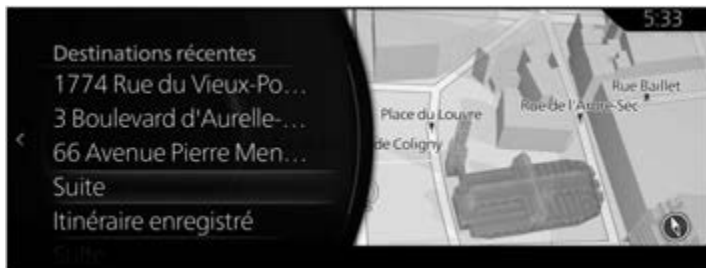 5:33
Destinations récentes
1774 Rue du Vieux-Po...
3 Boulevard d'Aurelle-...
66 Avenue Pierre Men...
Suite
Itinéraire enregistré
Suite
Rue Baillet
Place du Louvre
Rue de l'Arbre-Sec
de Coligny